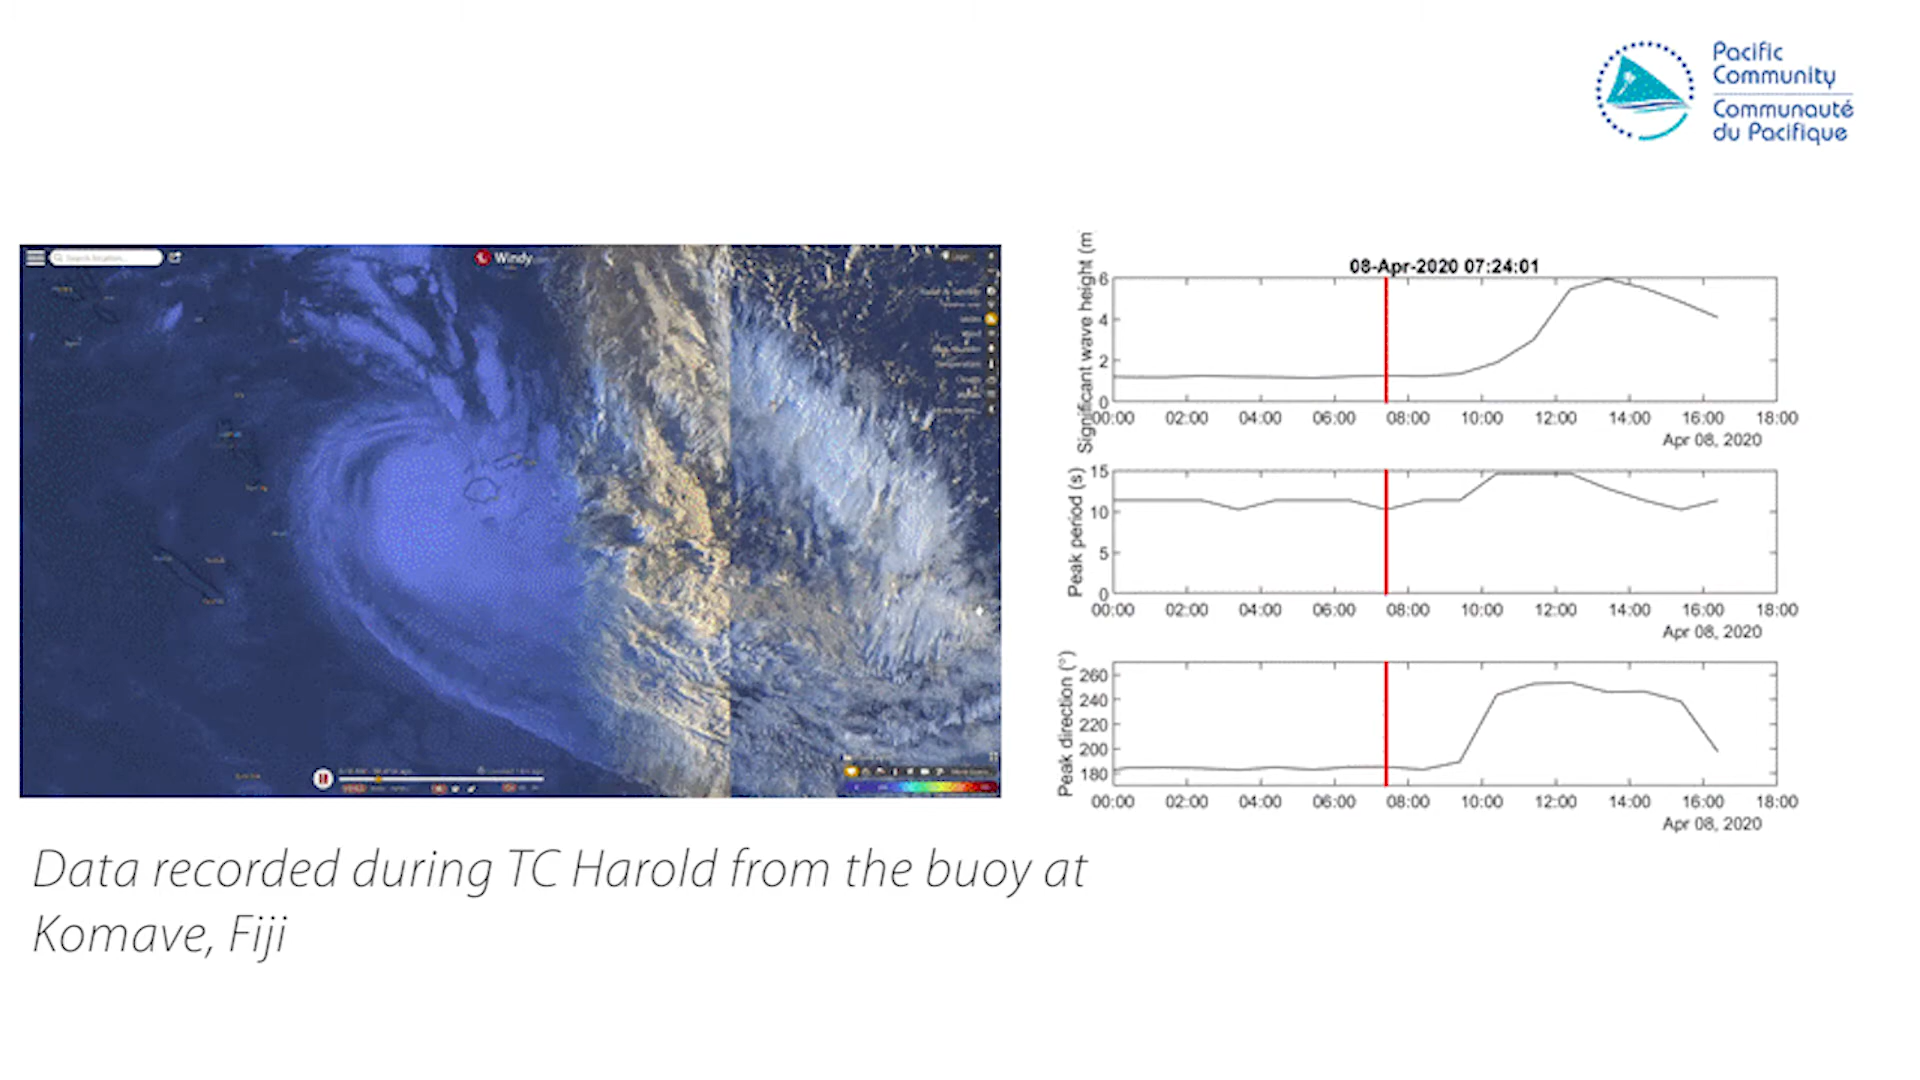 Pacific
Community
Communauté
du Pacifique
Search location...
Windy.com
08-Apr-2020 07:24:01
Significant wave height (m
6
4
2
0
00:00 02:00 04:00 06:00 08:00 10:00 12:00 14:00 16:00 18:00
Apr 08, 2020
Peak period (s)
15
10
5
0
00:00 02:00 04:00 06:00 08:00 10:00 12:00 14:00 16:00 18:00
Apr 08, 2020
Peak direction (°)
260
240
220
200
180
00:00 02:00 04:00 06:00 08:00 10:00 12:00 14:00 16:00 18:00
Apr 08, 2020
Data recorded during TC Harold from the buoy at
Komave, Fiji